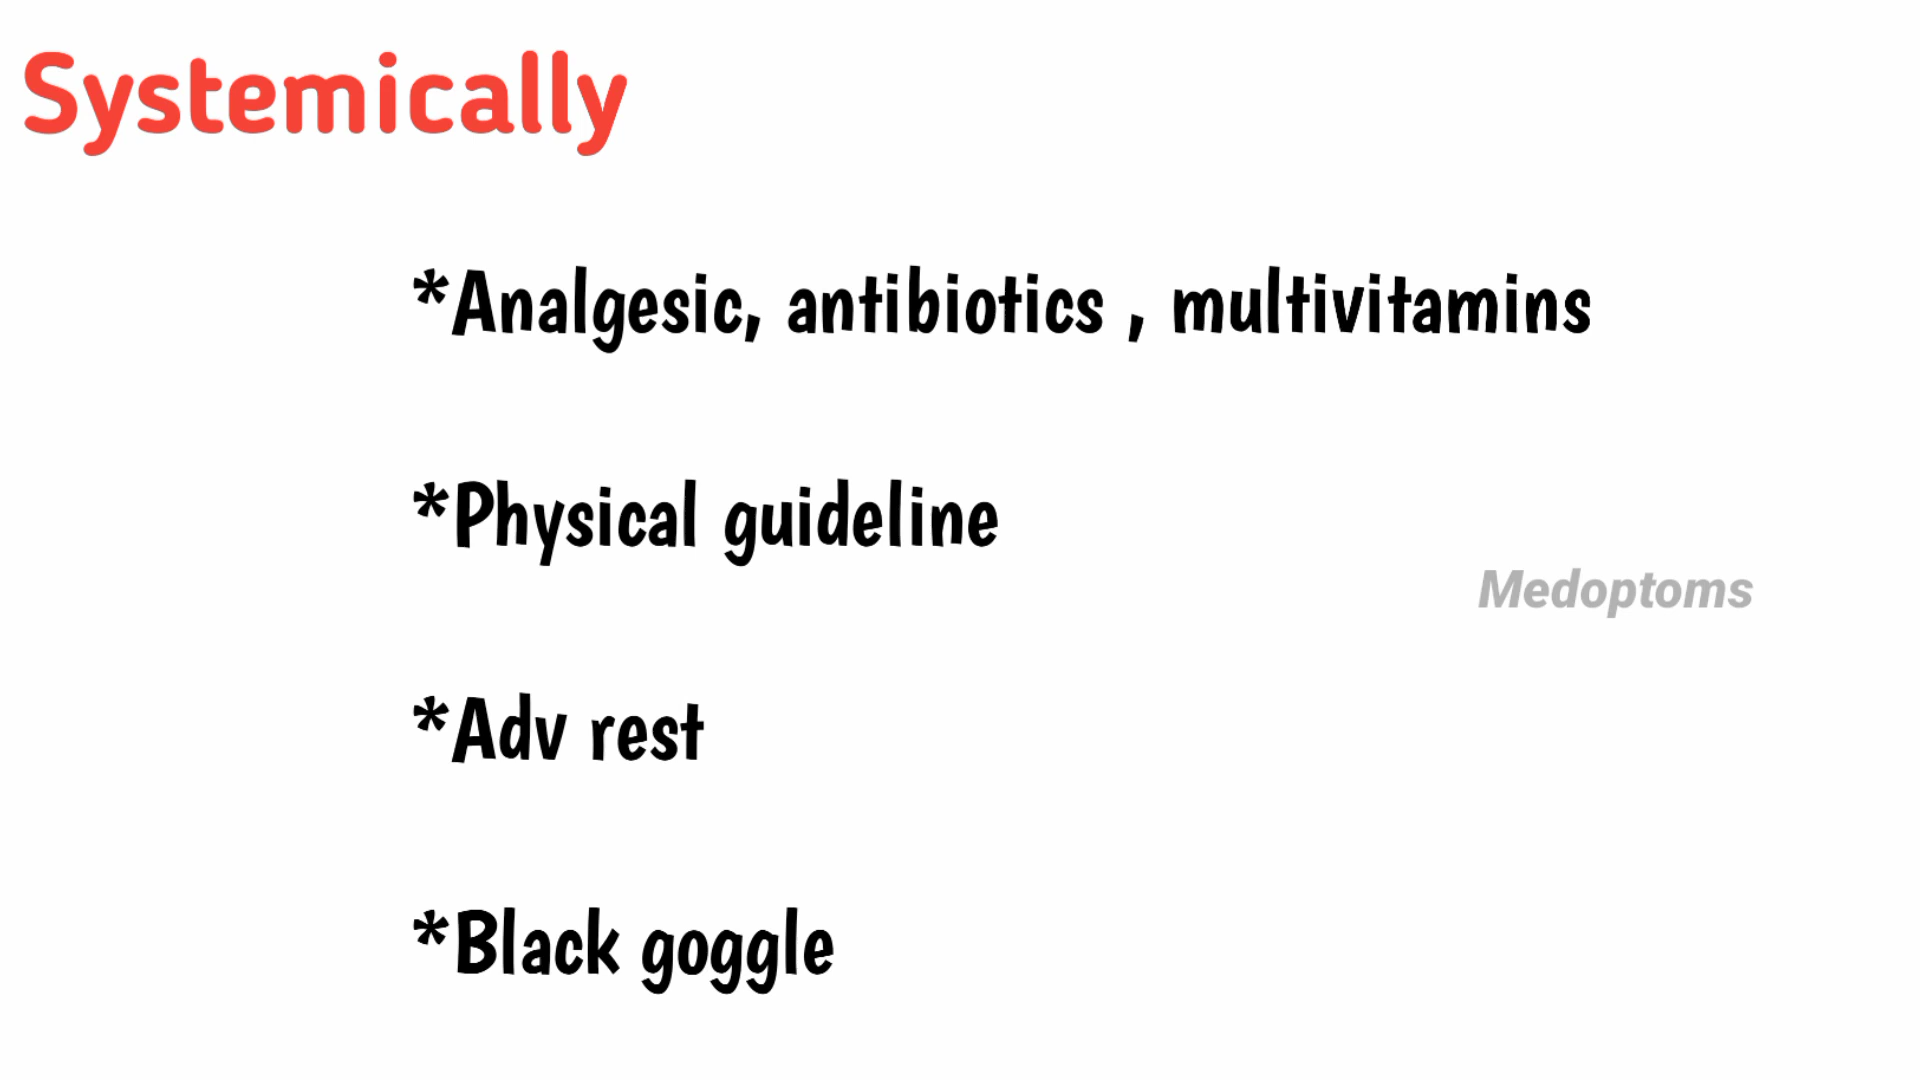 Systemically
*Analgesic, antibiotics , multivitamins
*Physical guideline
Medoptoms
*Adv rest
*Black goggle